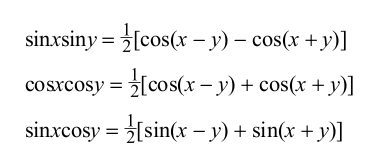 sinxsiny = ½[cos(x − y) − cos(x + y)]
cosxcosy = ½[cos(x − y) + cos(x + y)]
sinxcosy = ½[sin(x − y) + sin(x + y)]